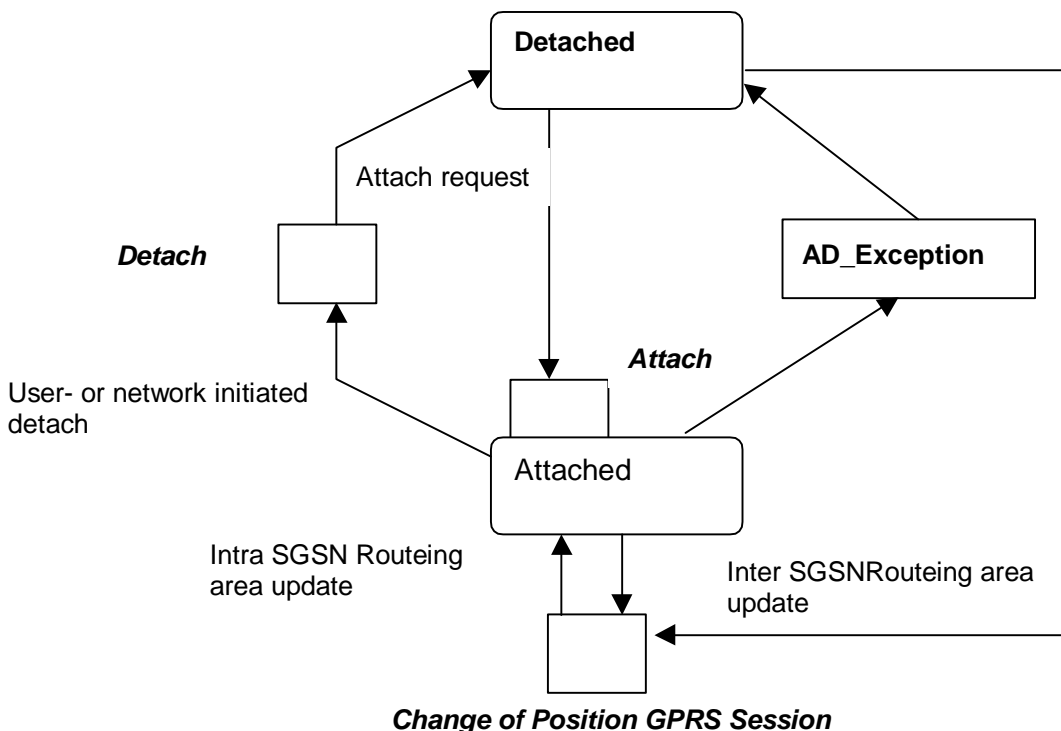 Detached
Attach request
Detach
AD_Exception
Attach
User- or network initiated
detach
Attached
Intra SGSN Routeing
area update
Inter SGSNRouteing area
update
Change of Position GPRS Session